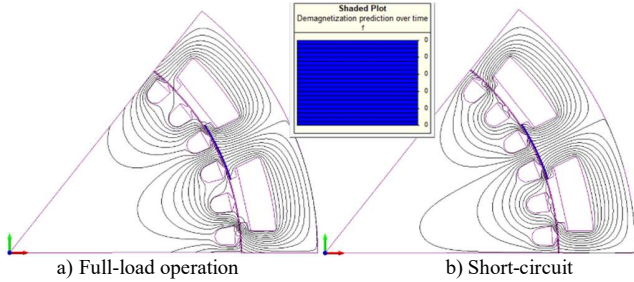 Shaded Plot
Demagnetization prediction over time
f
0
0
0
0
0
0
a) Full-load operation
b) Short-circuit